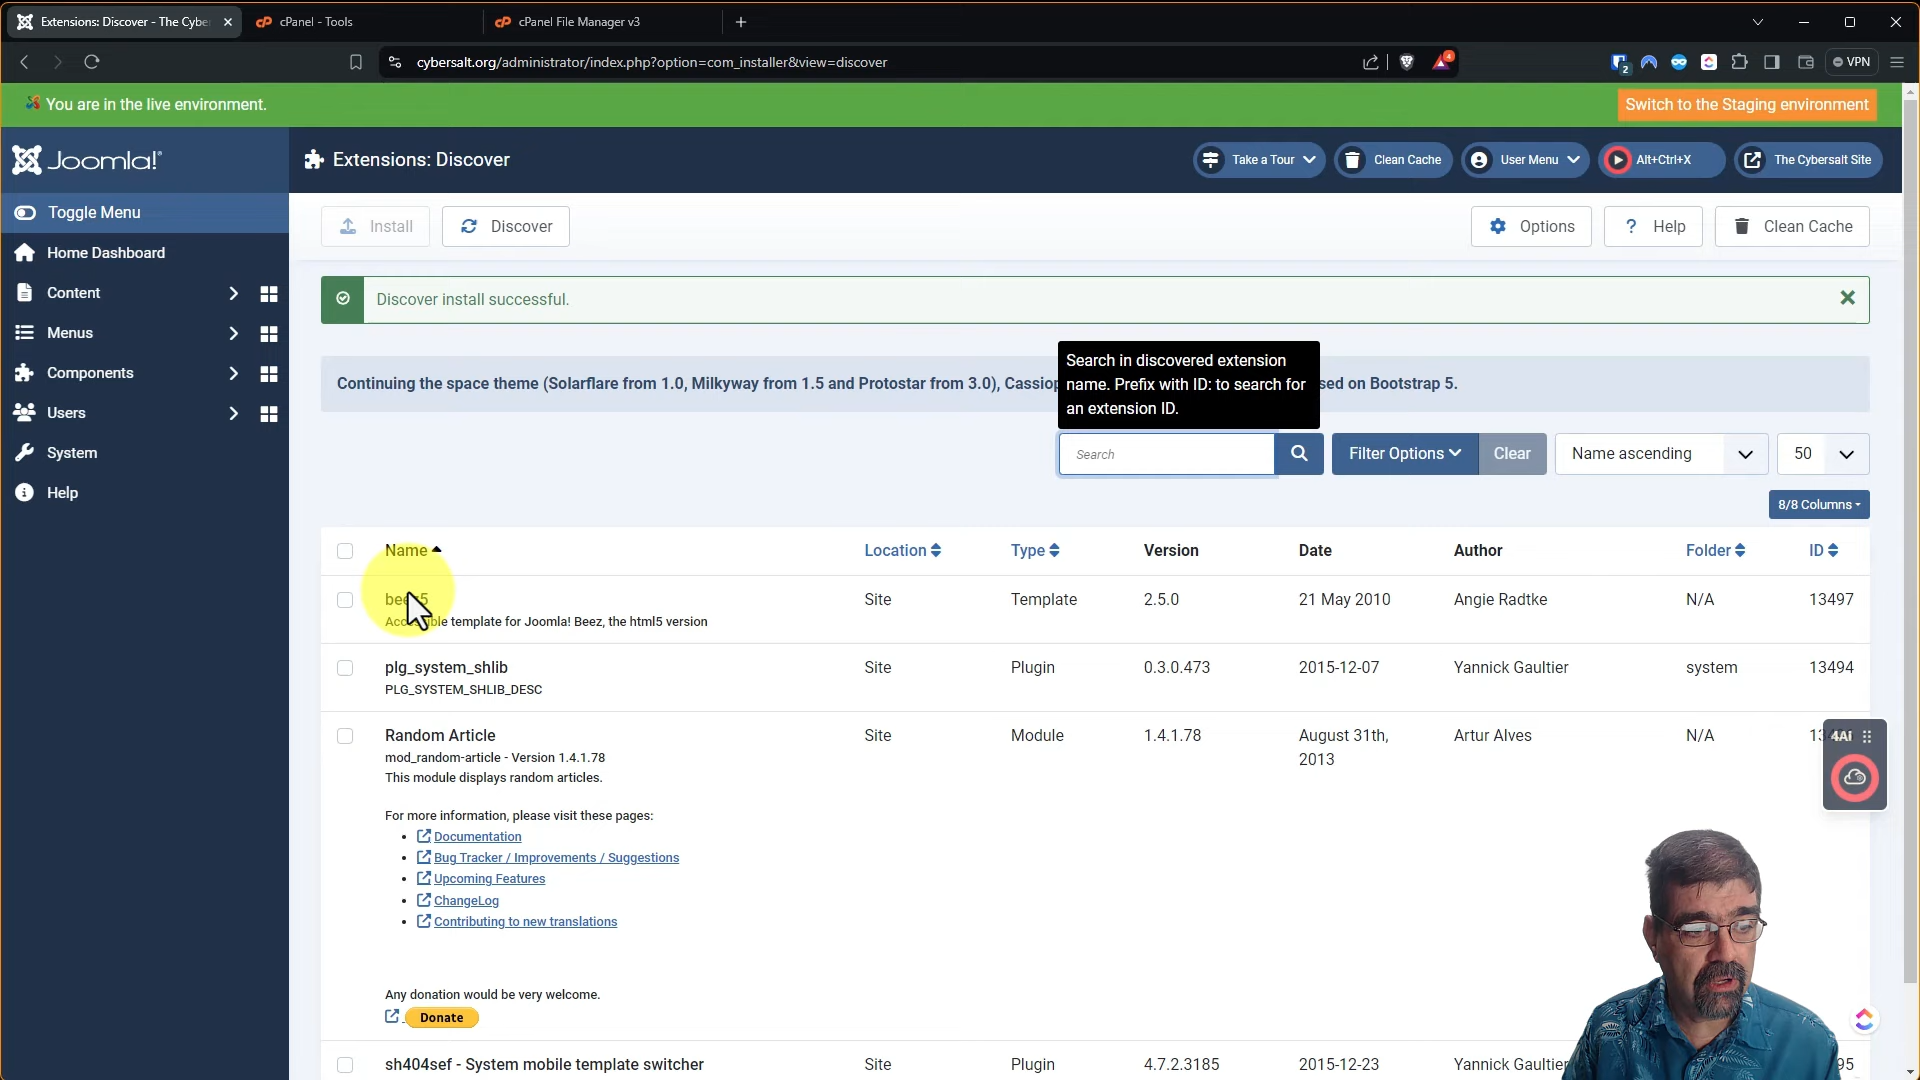 Extensions: Discover - The Cybe
cPanel - Tools
cPanel File Manager v3
cybersalt.org/administrator/index.php?option=com_installer&view=discover
4
2
VPN
You are in the live environment.
Switch to the Staging environment
Joomla!
Extensions: Discover
Take a Tour
Clean Cache
User Menu
Alt+Ctrl+X
The Cybersalt Site
Toggle Menu
Home Dashboard
Content
Menus
Components
Users
System
Help
Install
Discover
Options
? Help
Clean Cache
Discover install successful.
Continuing the space theme (Solarflare from 1.0, Milkyway from 1.5 and Protostar from 3.0), Cassiop
sed on Bootstrap 5.
Search in discovered extension
name. Prefix with ID: to search for
an extension ID.
Search
Filter Options
Clear
Name ascending
50
8/8 Columns
Name Location Type Version Date Author Folder ID
Site Template 2.5.0 21 May 2010 Angie Radtke N/A 13497
template for Joomla! Beez, the html5 version
plg_system_shlib Site Plugin 0.3.0.473 2015-12-07 Yannick Gaultier system 13494
PLG_SYSTEM_SHLIB_DESC
Random Article Site Module 1.4.1.78 August 31th, 2013 Artur Alves N/A
mod_random-article - Version 1.4.1.78
This module displays random articles.
For more information, please visit these pages:
Documentation
Bug Tracker / Improvements / Suggestions
Upcoming Features
ChangeLog
Contributing to new translations
Any donation would be very welcome.
Donate
4AI
sh404sef - System mobile template switcher Site Plugin 4.7.2.3185 2015-12-23 Yannick Gaultier 95